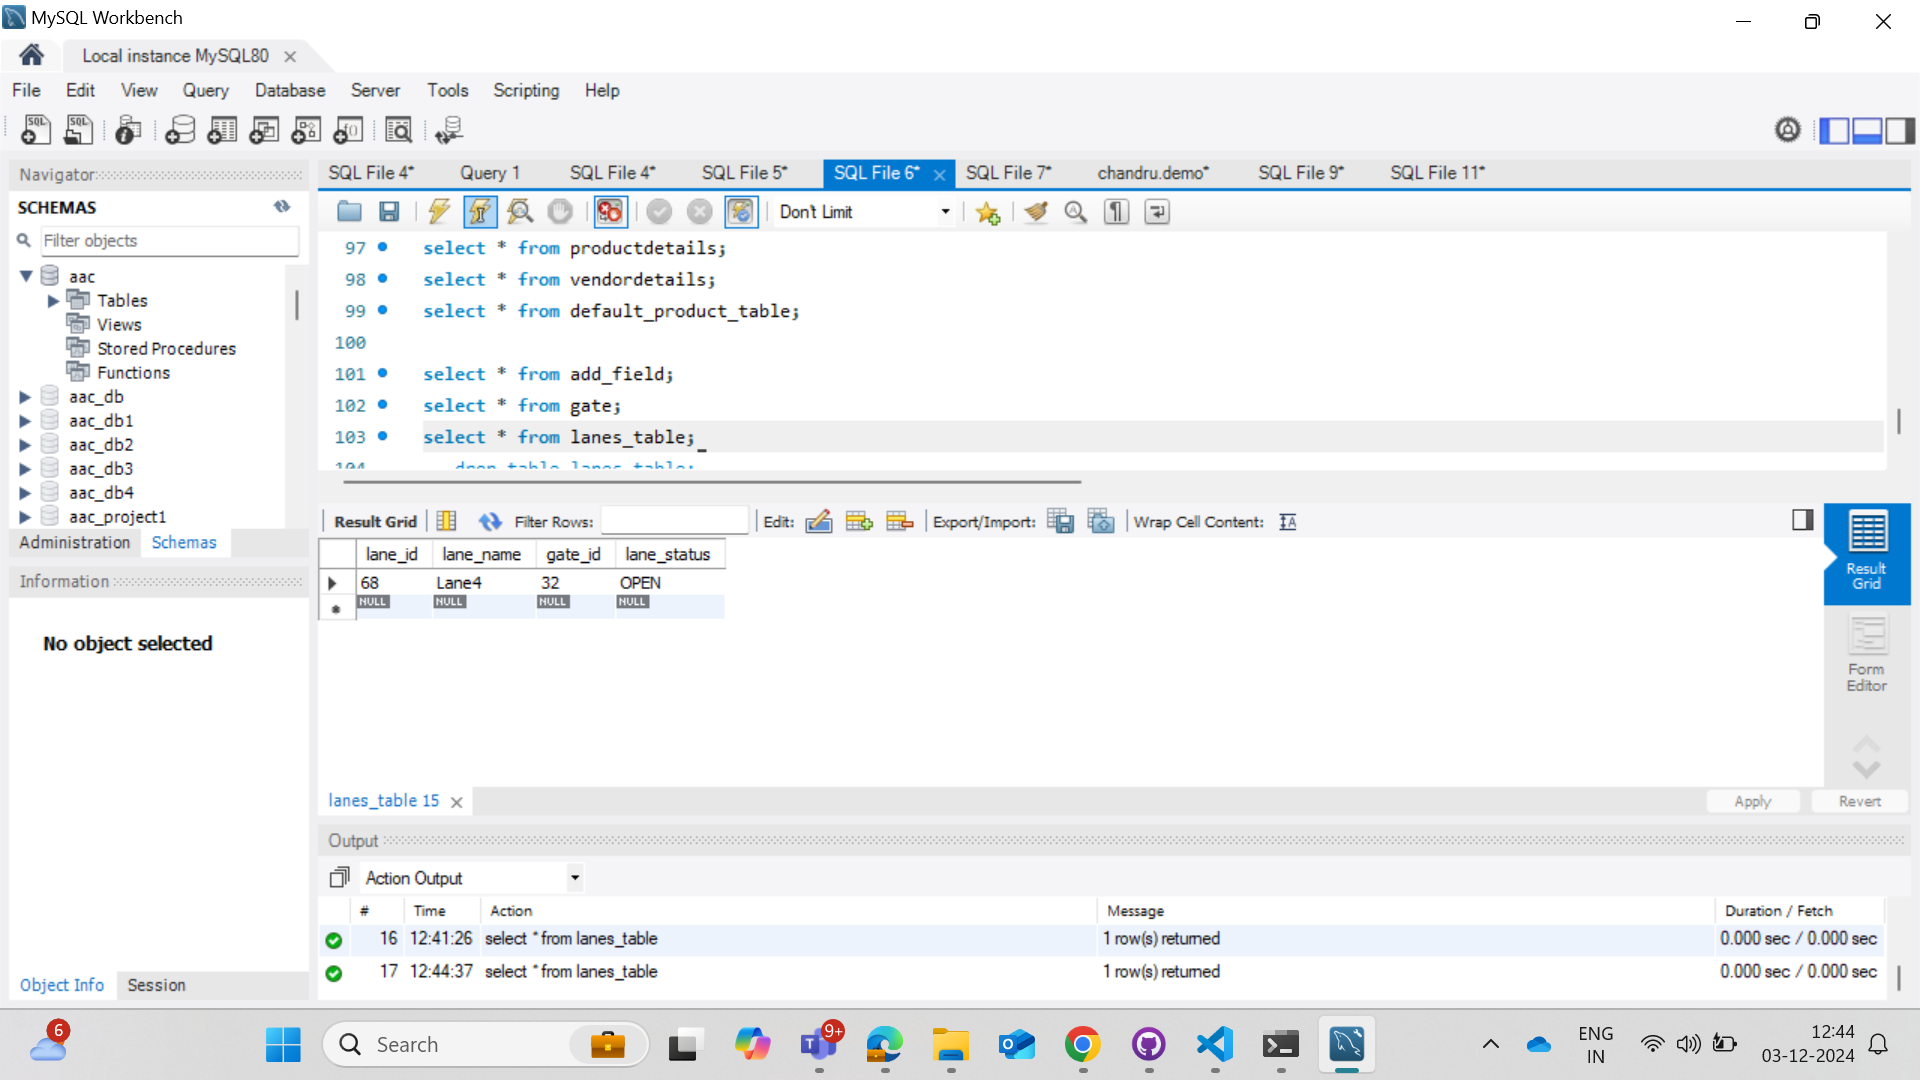 MySQL Workbench
Local instance MySQL80
File Edit View Query Database Server Tools Scripting Help
Navigator
SCHEMAS
Filter objects
aac
Tables
Views
Stored Procedures
Functions
aac_db
aac_db1
aac_db2
aac_db3
aac_db4
aac_project1
Administration Schemas
Information
No object selected
Object Info Session
SQL File 4* Query 1 SQL File 4* SQL File 5* SQL File 6* SQL File 7* chandru.demo* SQL File 9* SQL File 11*
Don't Limit
97 select * from productdetails;
98 select * from vendordetails;
99 select * from default_product_table;
100
101 select * from add_field;
102 select * from gate;
103 select * from lanes_table;
104 drop table lanes_table;
Result Grid Filter Rows: Edit: Export/Import: Wrap Cell Content:
lane_id lane_name gate_id lane_status
68 Lane4 32 OPEN
NULL NULL NULL NULL
Result
Grid
Form
Editor
lanes_table 15
Apply Revert
Output
Action Output
# Time Action Message Duration / Fetch
16 12:41:26 select * from lanes_table 1 row(s) returned 0.000 sec / 0.000 sec
17 12:44:37 select * from lanes_table 1 row(s) returned 0.000 sec / 0.000 sec
6
Search
9+
ENG
IN
12:44
03-12-2024